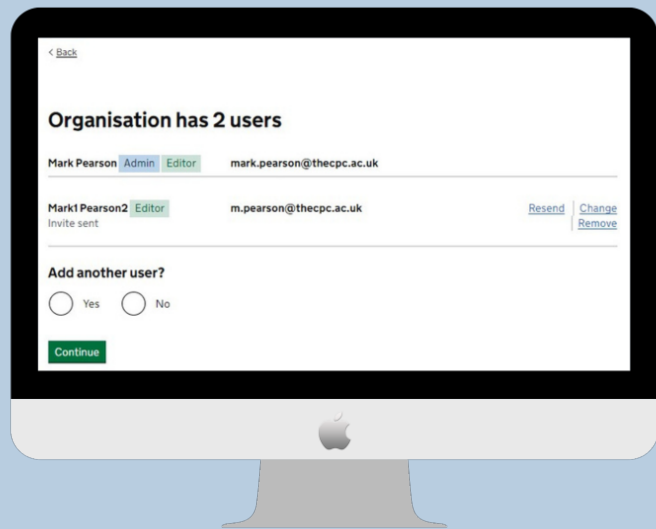 < Back
Organisation has 2 users
Mark Pearson Admin Editor mark.pearson@thecpc.ac.uk
Mark1 Pearson2 Editor m.pearson@thecpc.ac.uk Resend Change
Invite sent Remove
Add another user?
Yes No
Continue